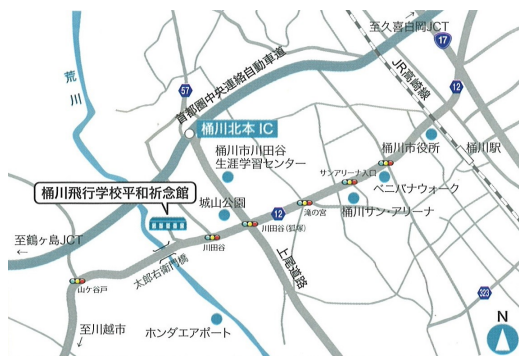 至久喜白岡JCT
17
JR高崎線
12
首都圏中央連絡自動車道
57
荒川
桶川北本 IC
桶川市川田谷
生涯学習センター
桶川市役所
桶川駅
サンアリーナ入口
ベニバナウォーク
桶川飛行学校平和祈念館
城山公園
12
滝の宮
桶川サン・アリーナ
川田谷(狐塚)
川田谷
至鶴ヶ島JCT
←
太郎右衛門橋
上尾道路
山ケ谷戸
323
ホンダエアポート
至川越市
N